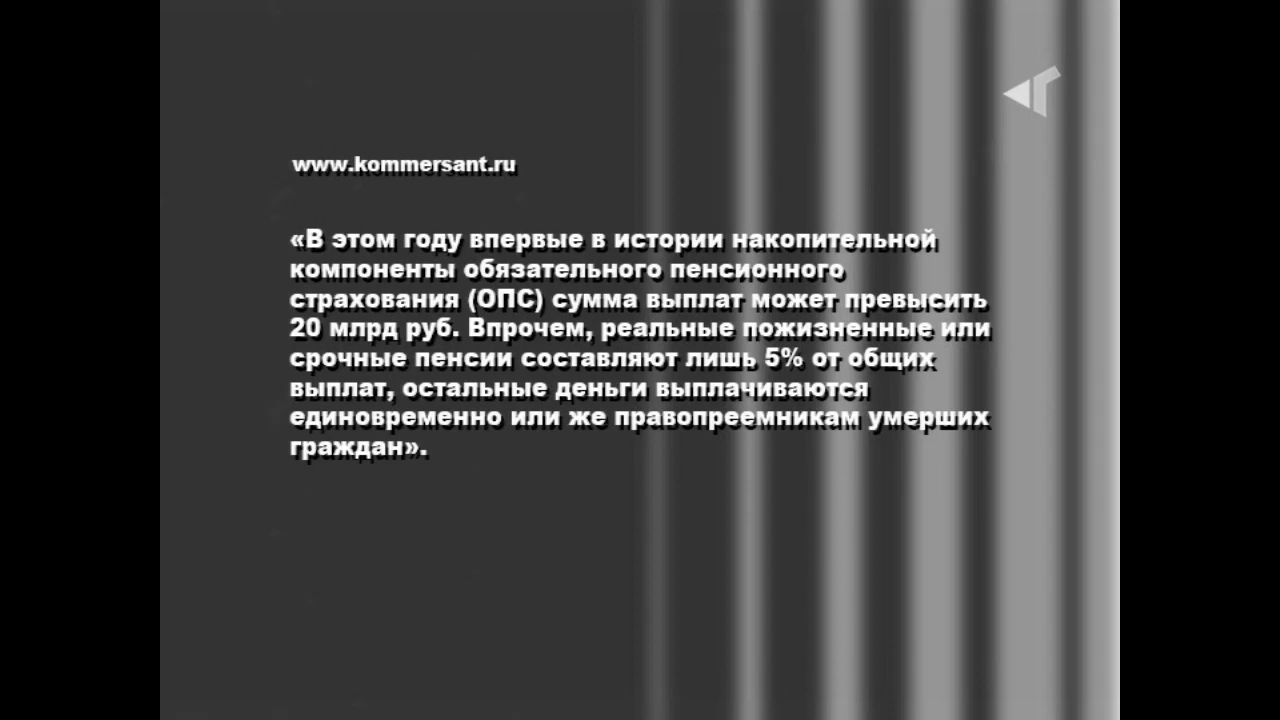 www.kommersant.ru
«В этом году впервые в истории накопительной
компоненты обязательного пенсионного
страхования (ОПС) сумма выплат может превысить
20 млрд руб. Впрочем, реальные пожизненные или
срочные пенсии составляют лишь 5% от общих
выплат, остальные деньги выплачиваются
единовременно или же правопреемникам умерших
граждан».